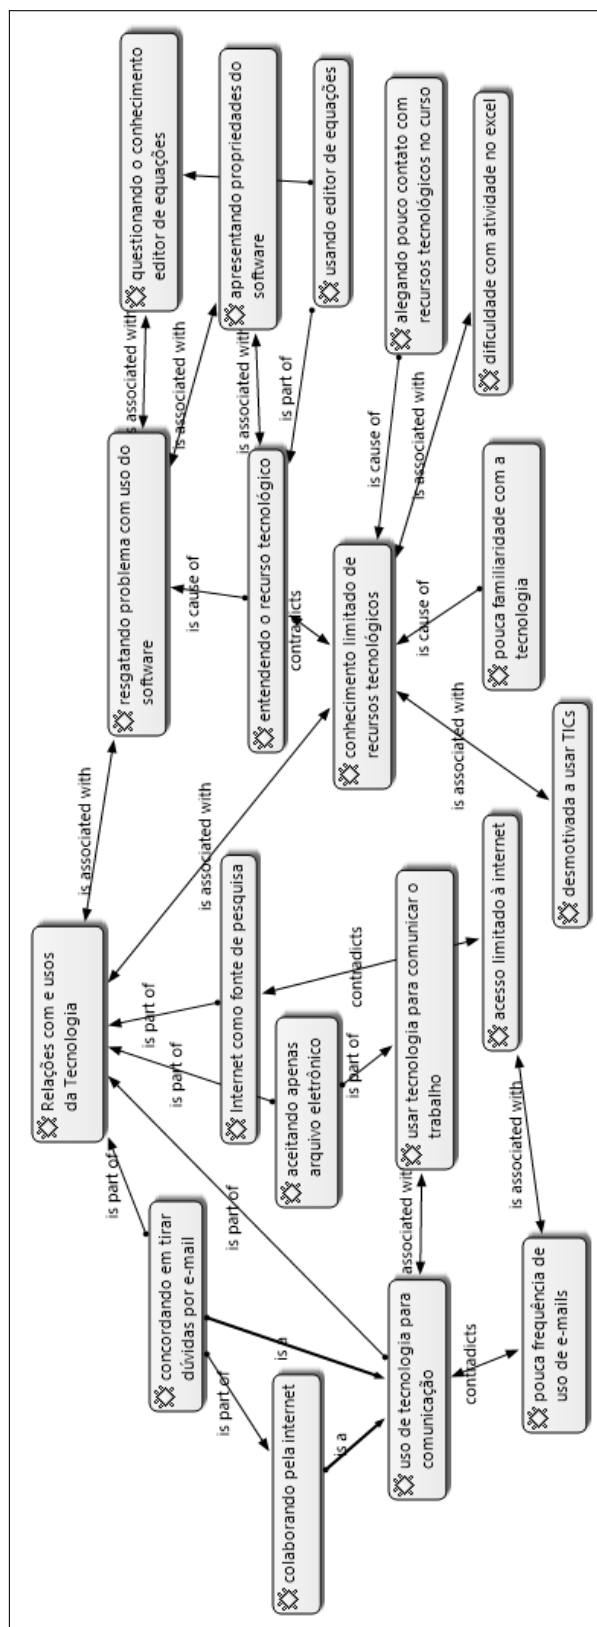 Relações com e usos
da Tecnologia
is associated with
resgatando problema com uso do
software
s associated with
questionando o conhecimento
editor de equações
is part of
concordando em tirar
dúvidas por e-mail
is part of
is part of
is associated with
is cause of
is associated with
apresentando propriedades do
software
is part of
is part of
Internet como fonte de pesquisa
entendendo o recurso tecnológico
is associated with
colaborando pela internet
is a
aceitando apenas
arquivo eletrônico
contradicts
is part of
usando editor de equações
is a
is part of
contradicts
conhecimento limitado de
recursos tecnológicos
is cause of
alegando pouco contato com
recursos tecnológicos no curso
uso de tecnologia para
comunicação
associated wit
usar tecnologia para comunicar o
trabalho
is cause of
is associated with
contradicts
is associated with
acesso limitado à internet
is associated with
pouca familiaridade com a
tecnologia
dificuldade com atividade no excel
pouca frequência de
uso de e-mails
desmotivada a usar TICs